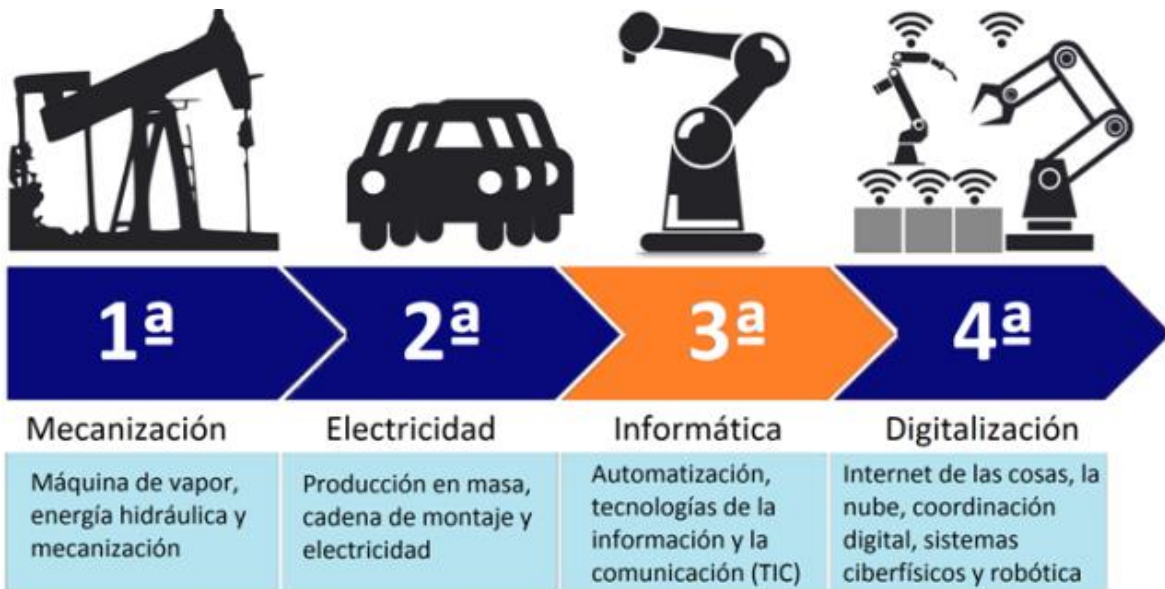 1ª
2ª
3ª
4ª
Mecanización
Electricidad
Informática
Digitalización
Máquina de vapor,
energía hidráulica y
mecanización
Producción en masa,
cadena de montaje y
electricidad
Automatización,
tecnologías de la
información y la
comunicación (TIC)
Internet de las cosas, la
nube, coordinación
digital, sistemas
ciberfísicos y robótica